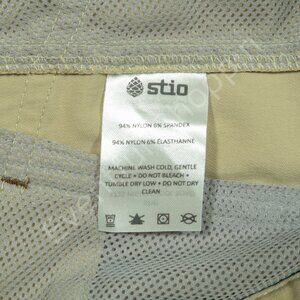 stio
94% NYLON 6% SPANDEX
94% NYLON 6% ÉLASTHANNE
MACHINE WASH COLD, GENTLE
CYCLE • DO NOT BLEACH •
TUMBLE DRY LOW • DO NOT DRY
CLEAN